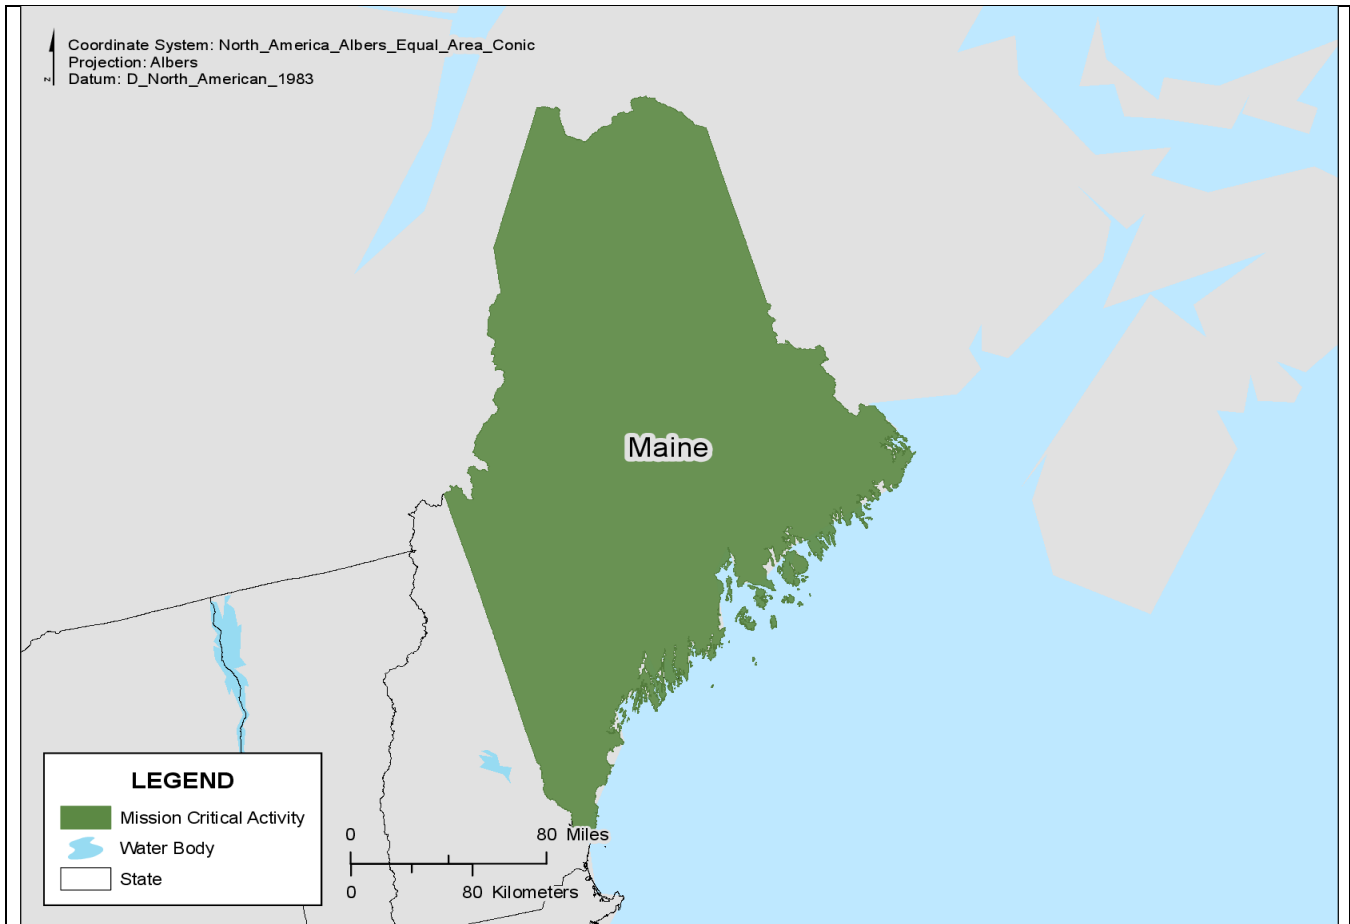 Coordinate System: North_America_Albers_Equal_Area_Conic
Projection: Albers
Datum: D_North_American_1983
z
Maine
LEGEND
Mission Critical Activity
Water Body
State
0 80 Miles
0 80 Kilometers